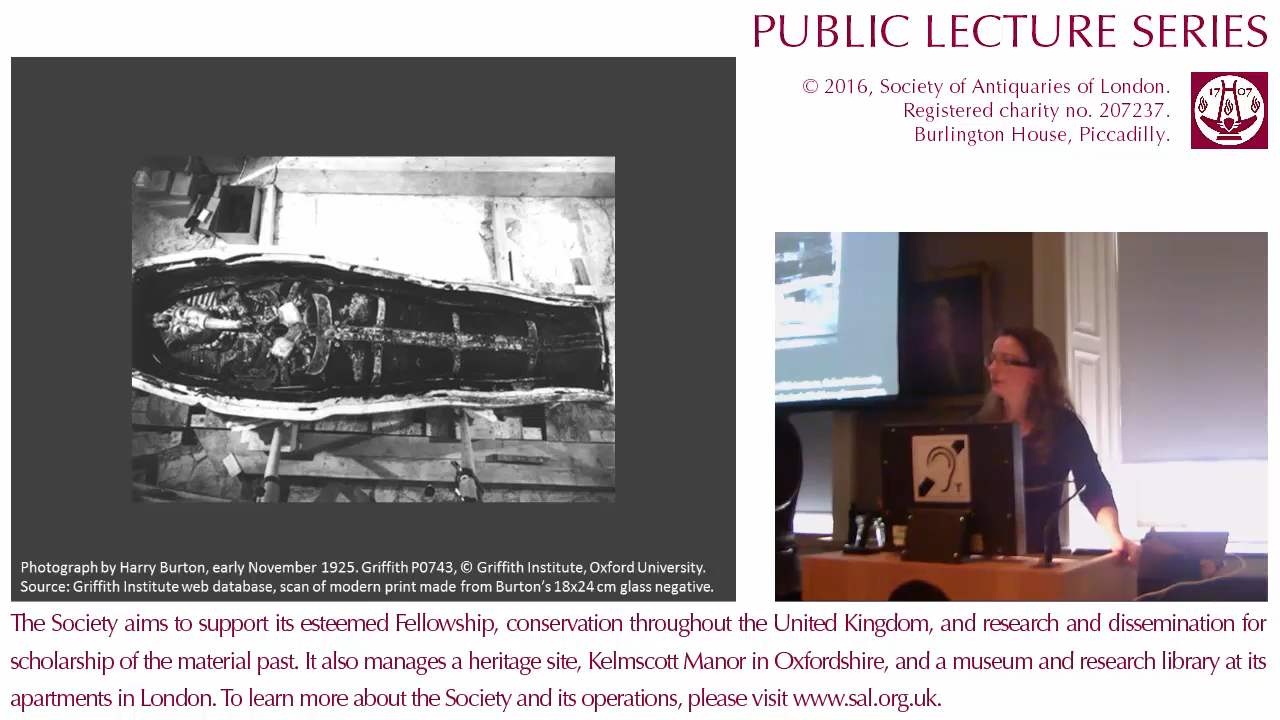 PUBLIC LECTURE SERIES
© 2016, Society of Antiquaries of London.
Registered charity no. 207237.
Burlington House, Piccadilly.
17 07
Photograph by Harry Burton, early November 1925. Griffith P0743, © Griffith Institute, Oxford University.
Source: Griffith Institute web database, scan of modern print made from Burton's 18x24 cm glass negative.
T
The Society aims to support its esteemed Fellowship, conservation throughout the United Kingdom, and research and dissemination for
scholarship of the material past. It also manages a heritage site, Kelmscott Manor in Oxfordshire, and a museum and research library at its
apartments in London. To learn more about the Society and its operations, please visit www.sal.org.uk.